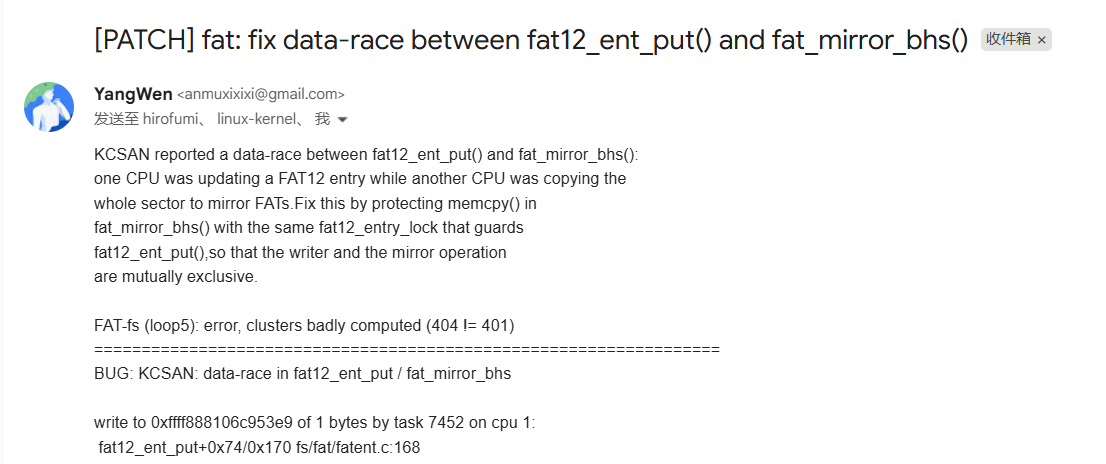 [PATCH] fat: fix data-race between fat12_ent_put() and fat_mirror_bhs() 收件箱 ×
YangWen <anmuxixixi@gmail.com>
发送至 hirofumi、 linux-kernel、 我
KCSAN reported a data-race between fat12_ent_put() and fat_mirror_bhs():
one CPU was updating a FAT12 entry while another CPU was copying the
whole sector to mirror FATs.Fix this by protecting memcpy() in
fat_mirror_bhs() with the same fat12_entry_lock that guards
fat12_ent_put(),so that the writer and the mirror operation
are mutually exclusive.
FAT-fs (loop5): error, clusters badly computed (404 != 401)
==================================================================
BUG: KCSAN: data-race in fat12_ent_put / fat_mirror_bhs
write to 0xffff888106c953e9 of 1 bytes by task 7452 on cpu 1:
fat12_ent_put+0x74/0x170 fs/fat/fatent.c:168